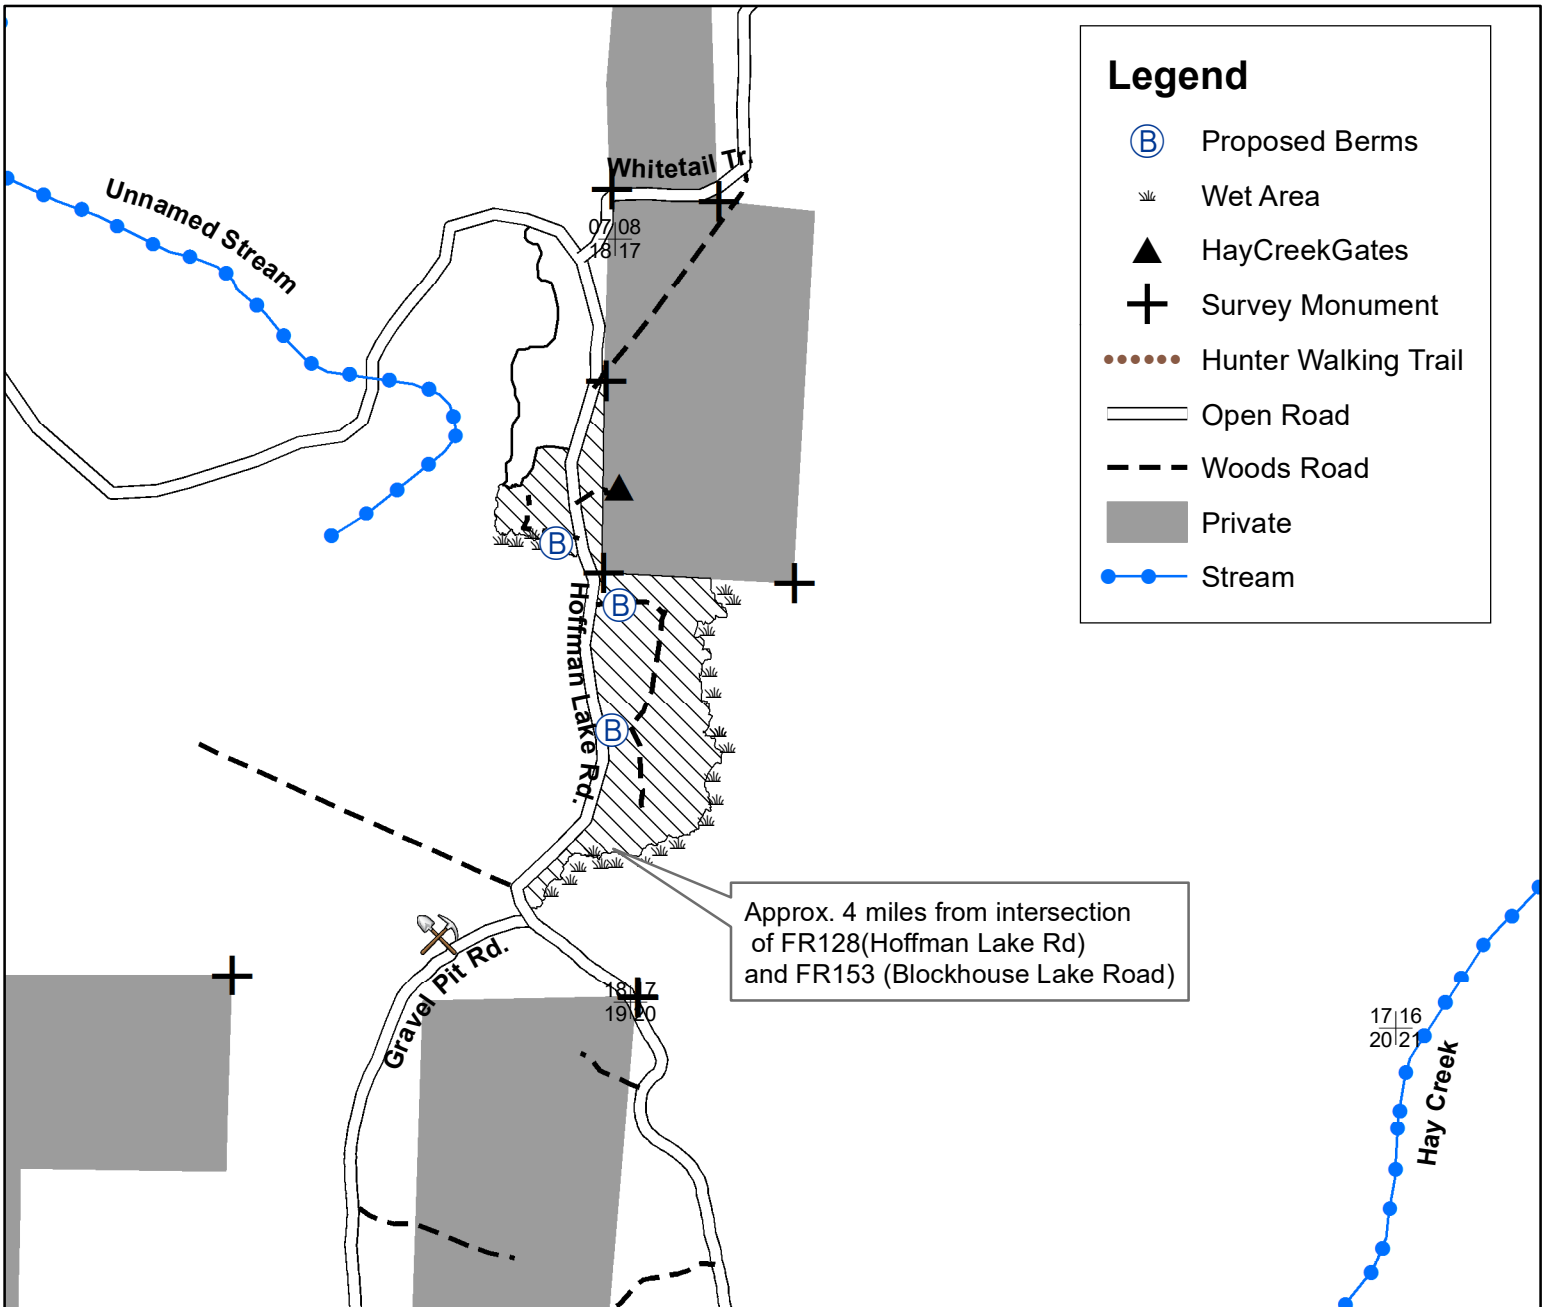 Legend
B Proposed Berms
Wet Area
HayCreekGates
Survey Monument
Hunter Walking Trail
Open Road
Woods Road
Private
Stream
Whitetail Tr
Unnamed Stream
07 08
18 17
B
B
Hoffman Lake Rd.
B
Approx. 4 miles from intersection
of FR128(Hoffman Lake Rd)
and FR153 (Blockhouse Lake Road)
Gravel Pit Rd.
18 17
19 20
17 16
20 21
Hay Creek